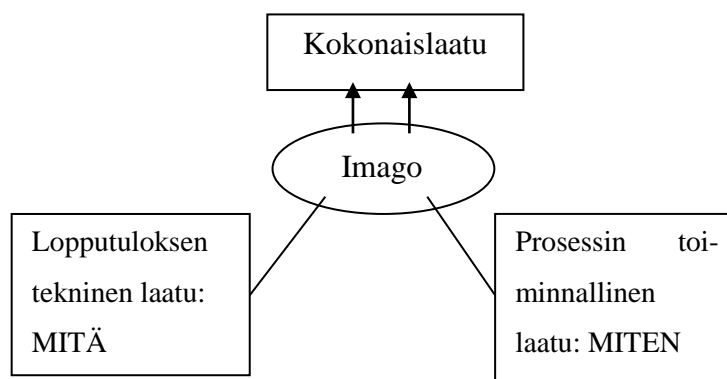 Kokonaislaatu
Imago
Lopputuloksen
tekninen laatu:
MITÄ
Prosessin toi-
minnallinen
laatu: MITEN